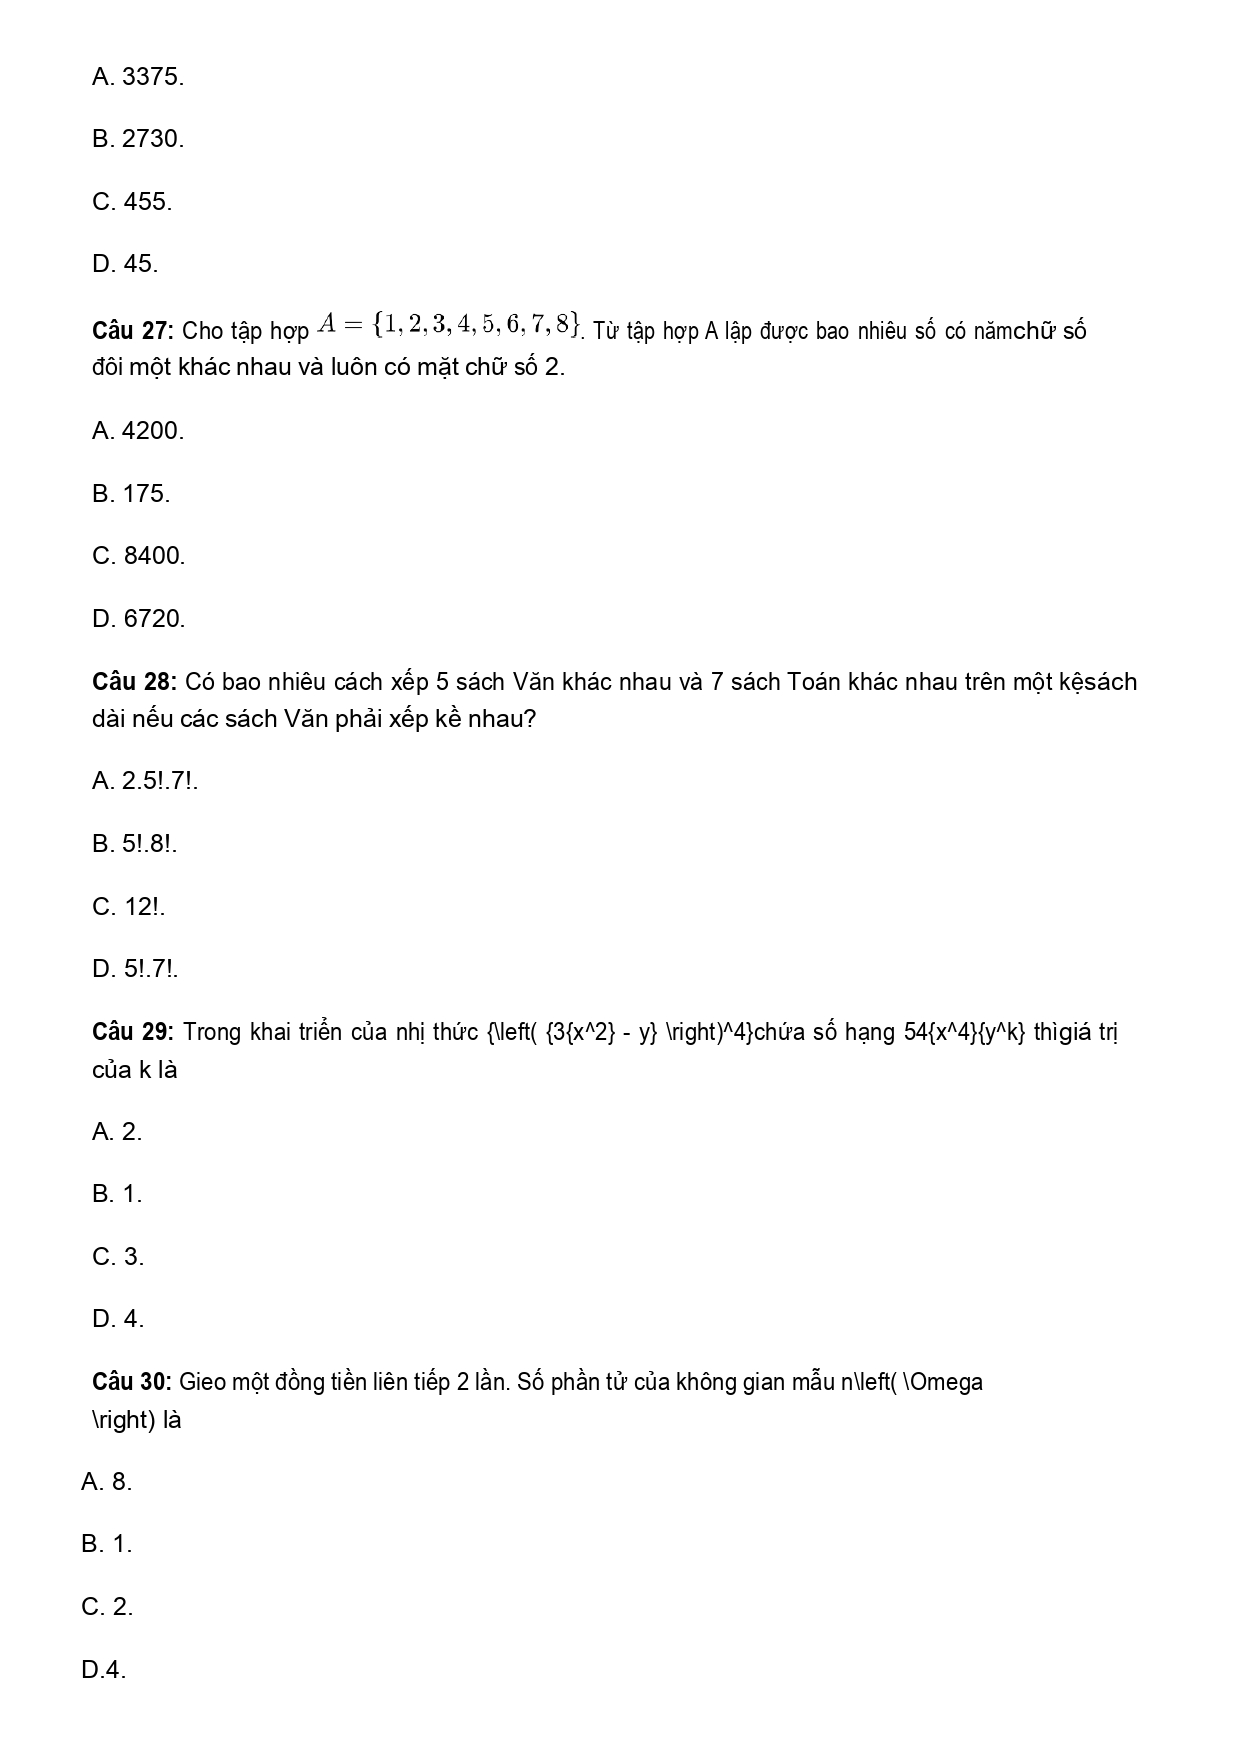 A. 3375.
B. 2730.
C. 455.
D. 45.
Câu 27: Cho tập hợp A = {1, 2, 3, 4, 5, 6, 7, 8}. Từ tập hợp A lập được bao nhiêu số có nămchữ số
đôi một khác nhau và luôn có mặt chữ số 2.
A. 4200.
B. 175.
C. 8400.
D. 6720.
Câu 28: Có bao nhiêu cách xếp 5 sách Văn khác nhau và 7 sách Toán khác nhau trên một kệsách
dài nếu các sách Văn phải xếp kề nhau?
A. 2.5!.7!.
B. 5!.8!.
C. 12!.
D. 5!.7!.
Câu 29: Trong khai triển của nhị thức {\left( {3{x^2} - y} \right)^4}chứa số hạng 54{x^4}{y^k} thìgiá trị
của k là
A. 2.
B. 1.
C. 3.
D. 4.
Câu 30: Gieo một đồng tiền liên tiếp 2 lần. Số phần tử của không gian mẫu n\left( \Omega
\right) là
A. 8.
B. 1.
C. 2.
D.4.